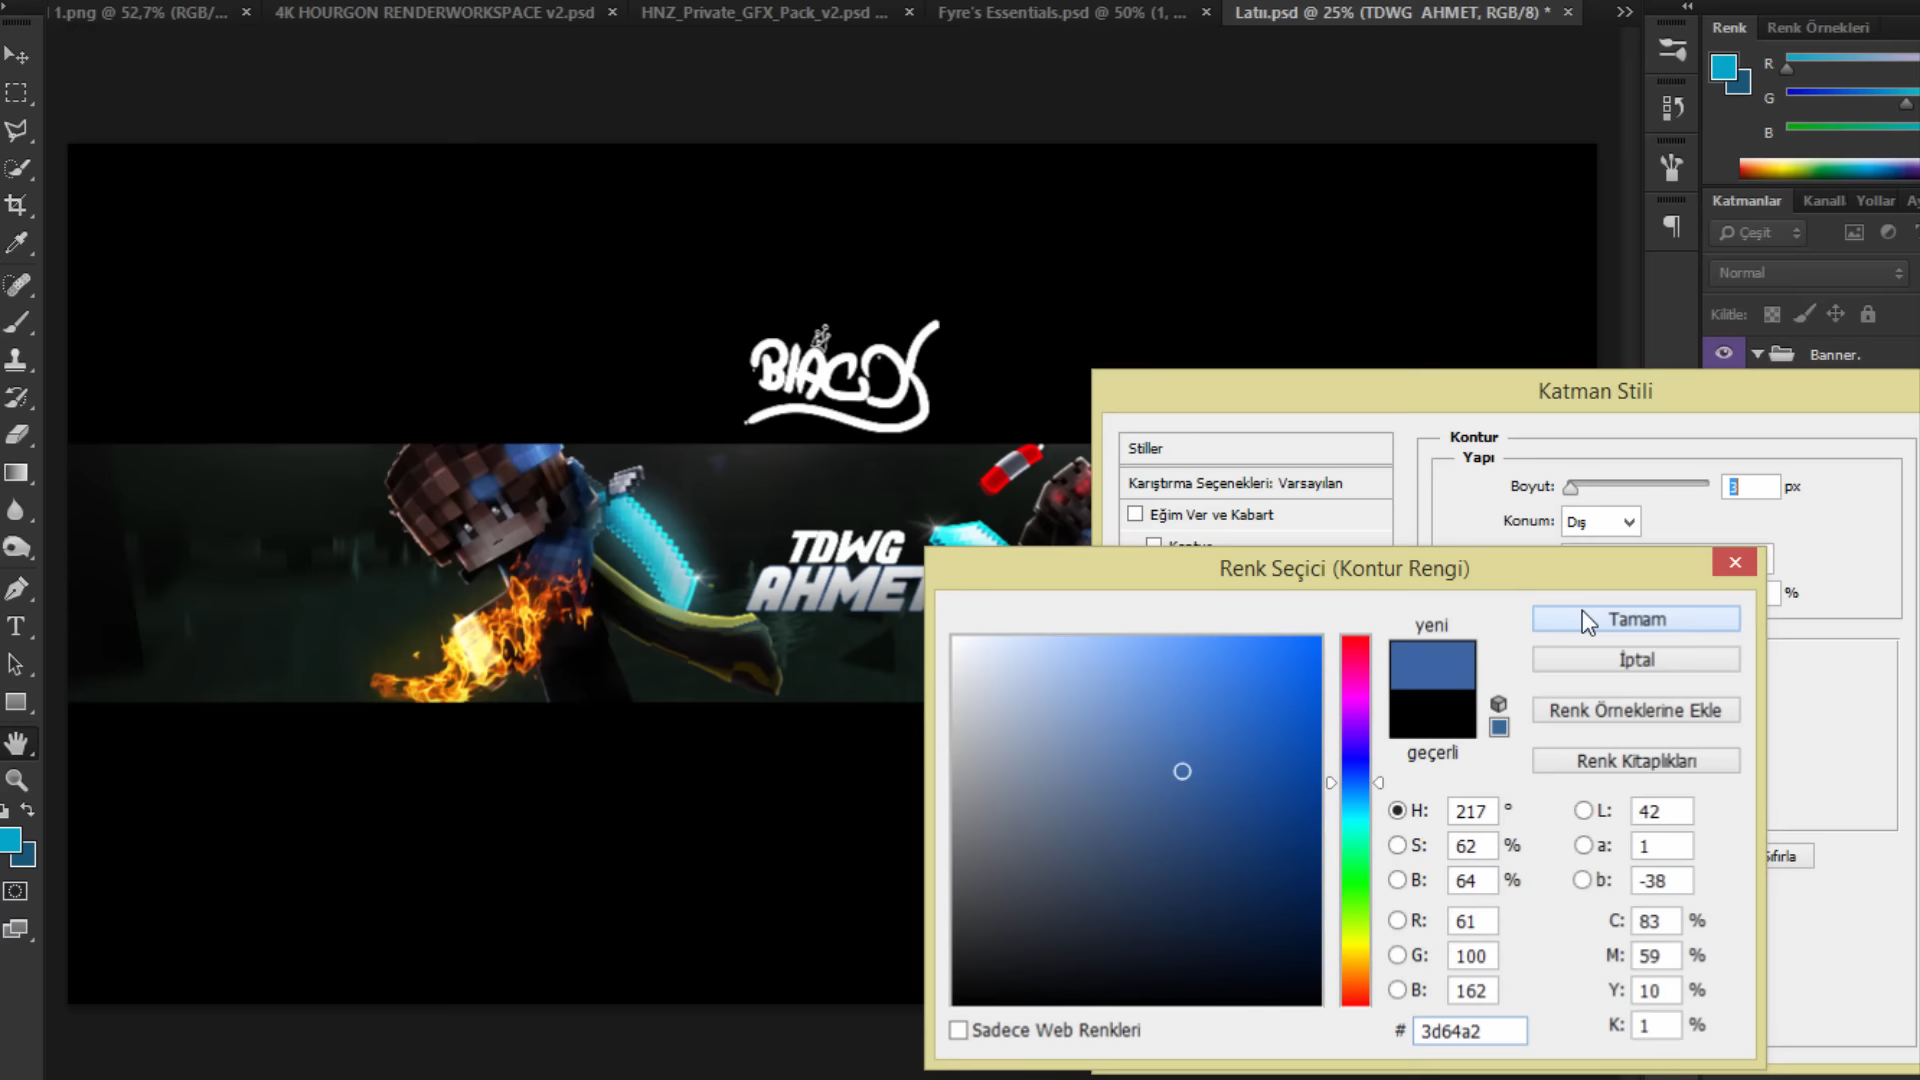 1.png @ 52,7% (RGB/... × 4K HOURGON RENDERWORKSPACE v2.psd × HNZ_Private_GFX_Pack_v2.psd ... × Fyre's Essentials.psd @ 50% (1, ... × Latıı.psd @ 25% (TDWG AHMET, RGB/8) * ×
Renk Renk Örnekleri
R
G
B
Katmanlar Kanall Yollar Ay
Çeşit
Normal
Kilitle:
Banner.
BIACOS
TDWG
AHMET
Katman Stili
Stiller
Karıştırma Seçenekleri: Varsayılan
Eğim Ver ve Kabart
Kontur
Yapı
Boyut: 3 px
Konum: Dış
%
Sıfırla
Renk Seçici (Kontur Rengi)
yeni
geçerli
Tamam
İptal
Renk Örneklerine Ekle
Renk Kitaplıkları
H: 217 ° L: 42
S: 62 % a: 1
B: 64 % b: -38
R: 61 C: 83 %
G: 100 M: 59 %
B: 162 Y: 10 %
# 3d64a2 K: 1 %
Sadece Web Renkleri